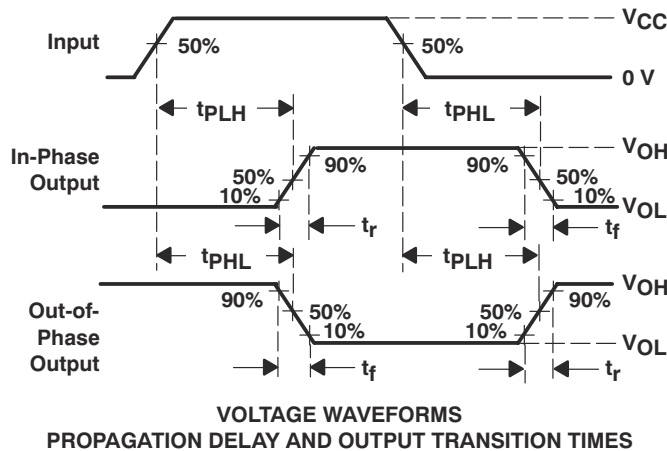 Input
50%
50%
VCC
0 V
tPLH
tPHL
In-Phase
Output
50%
10%
90%
90%
50%
10%
VOH
VOL
tr
tf
tPHL
tPLH
Out-of-
Phase
Output
90%
50%
10%
10%
50%
90%
VOH
VOL
tf
tr
VOLTAGE WAVEFORMS
PROPAGATION DELAY AND OUTPUT TRANSITION TIMES